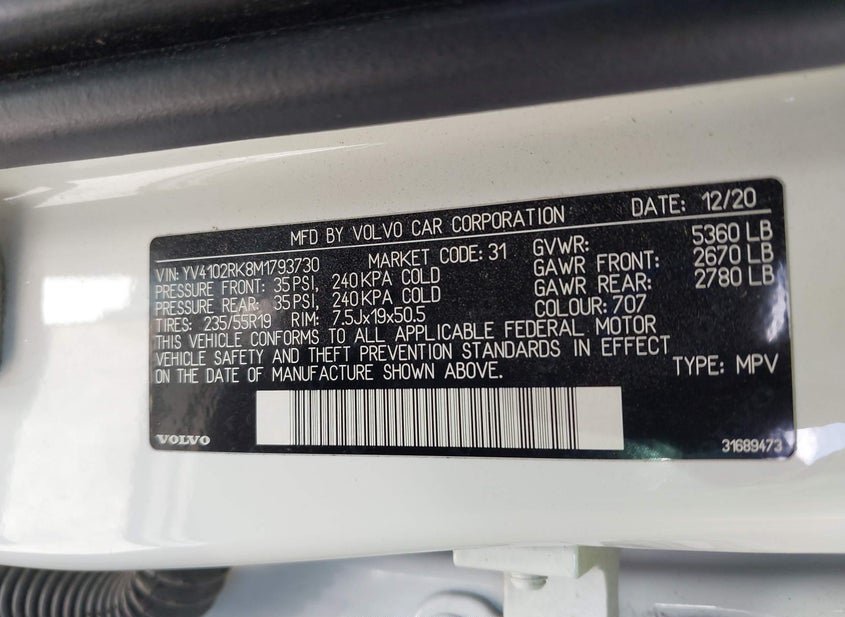 MFD BY VOLVO CAR CORPORATION DATE: 12/20
VIN: YV4102RK8M1793730 MARKET CODE: 31 GVWR: 5360 LB
PRESSURE FRONT: 35 PSI, 240 KPA COLD GAWR FRONT: 2670 LB
PRESSURE REAR: 35 PSI, 240 KPA COLD GAWR REAR: 2780 LB
TIRES: 235/55R19 RIM: 7.5Jx19x50.5 COLOUR: 707
THIS VEHICLE CONFORMS TO ALL APPLICABLE FEDERAL MOTOR
VEHICLE SAFETY AND THEFT PREVENTION STANDARDS IN EFFECT
ON THE DATE OF MANUFACTURE SHOWN ABOVE. TYPE: MPV
VOLVO 31689473